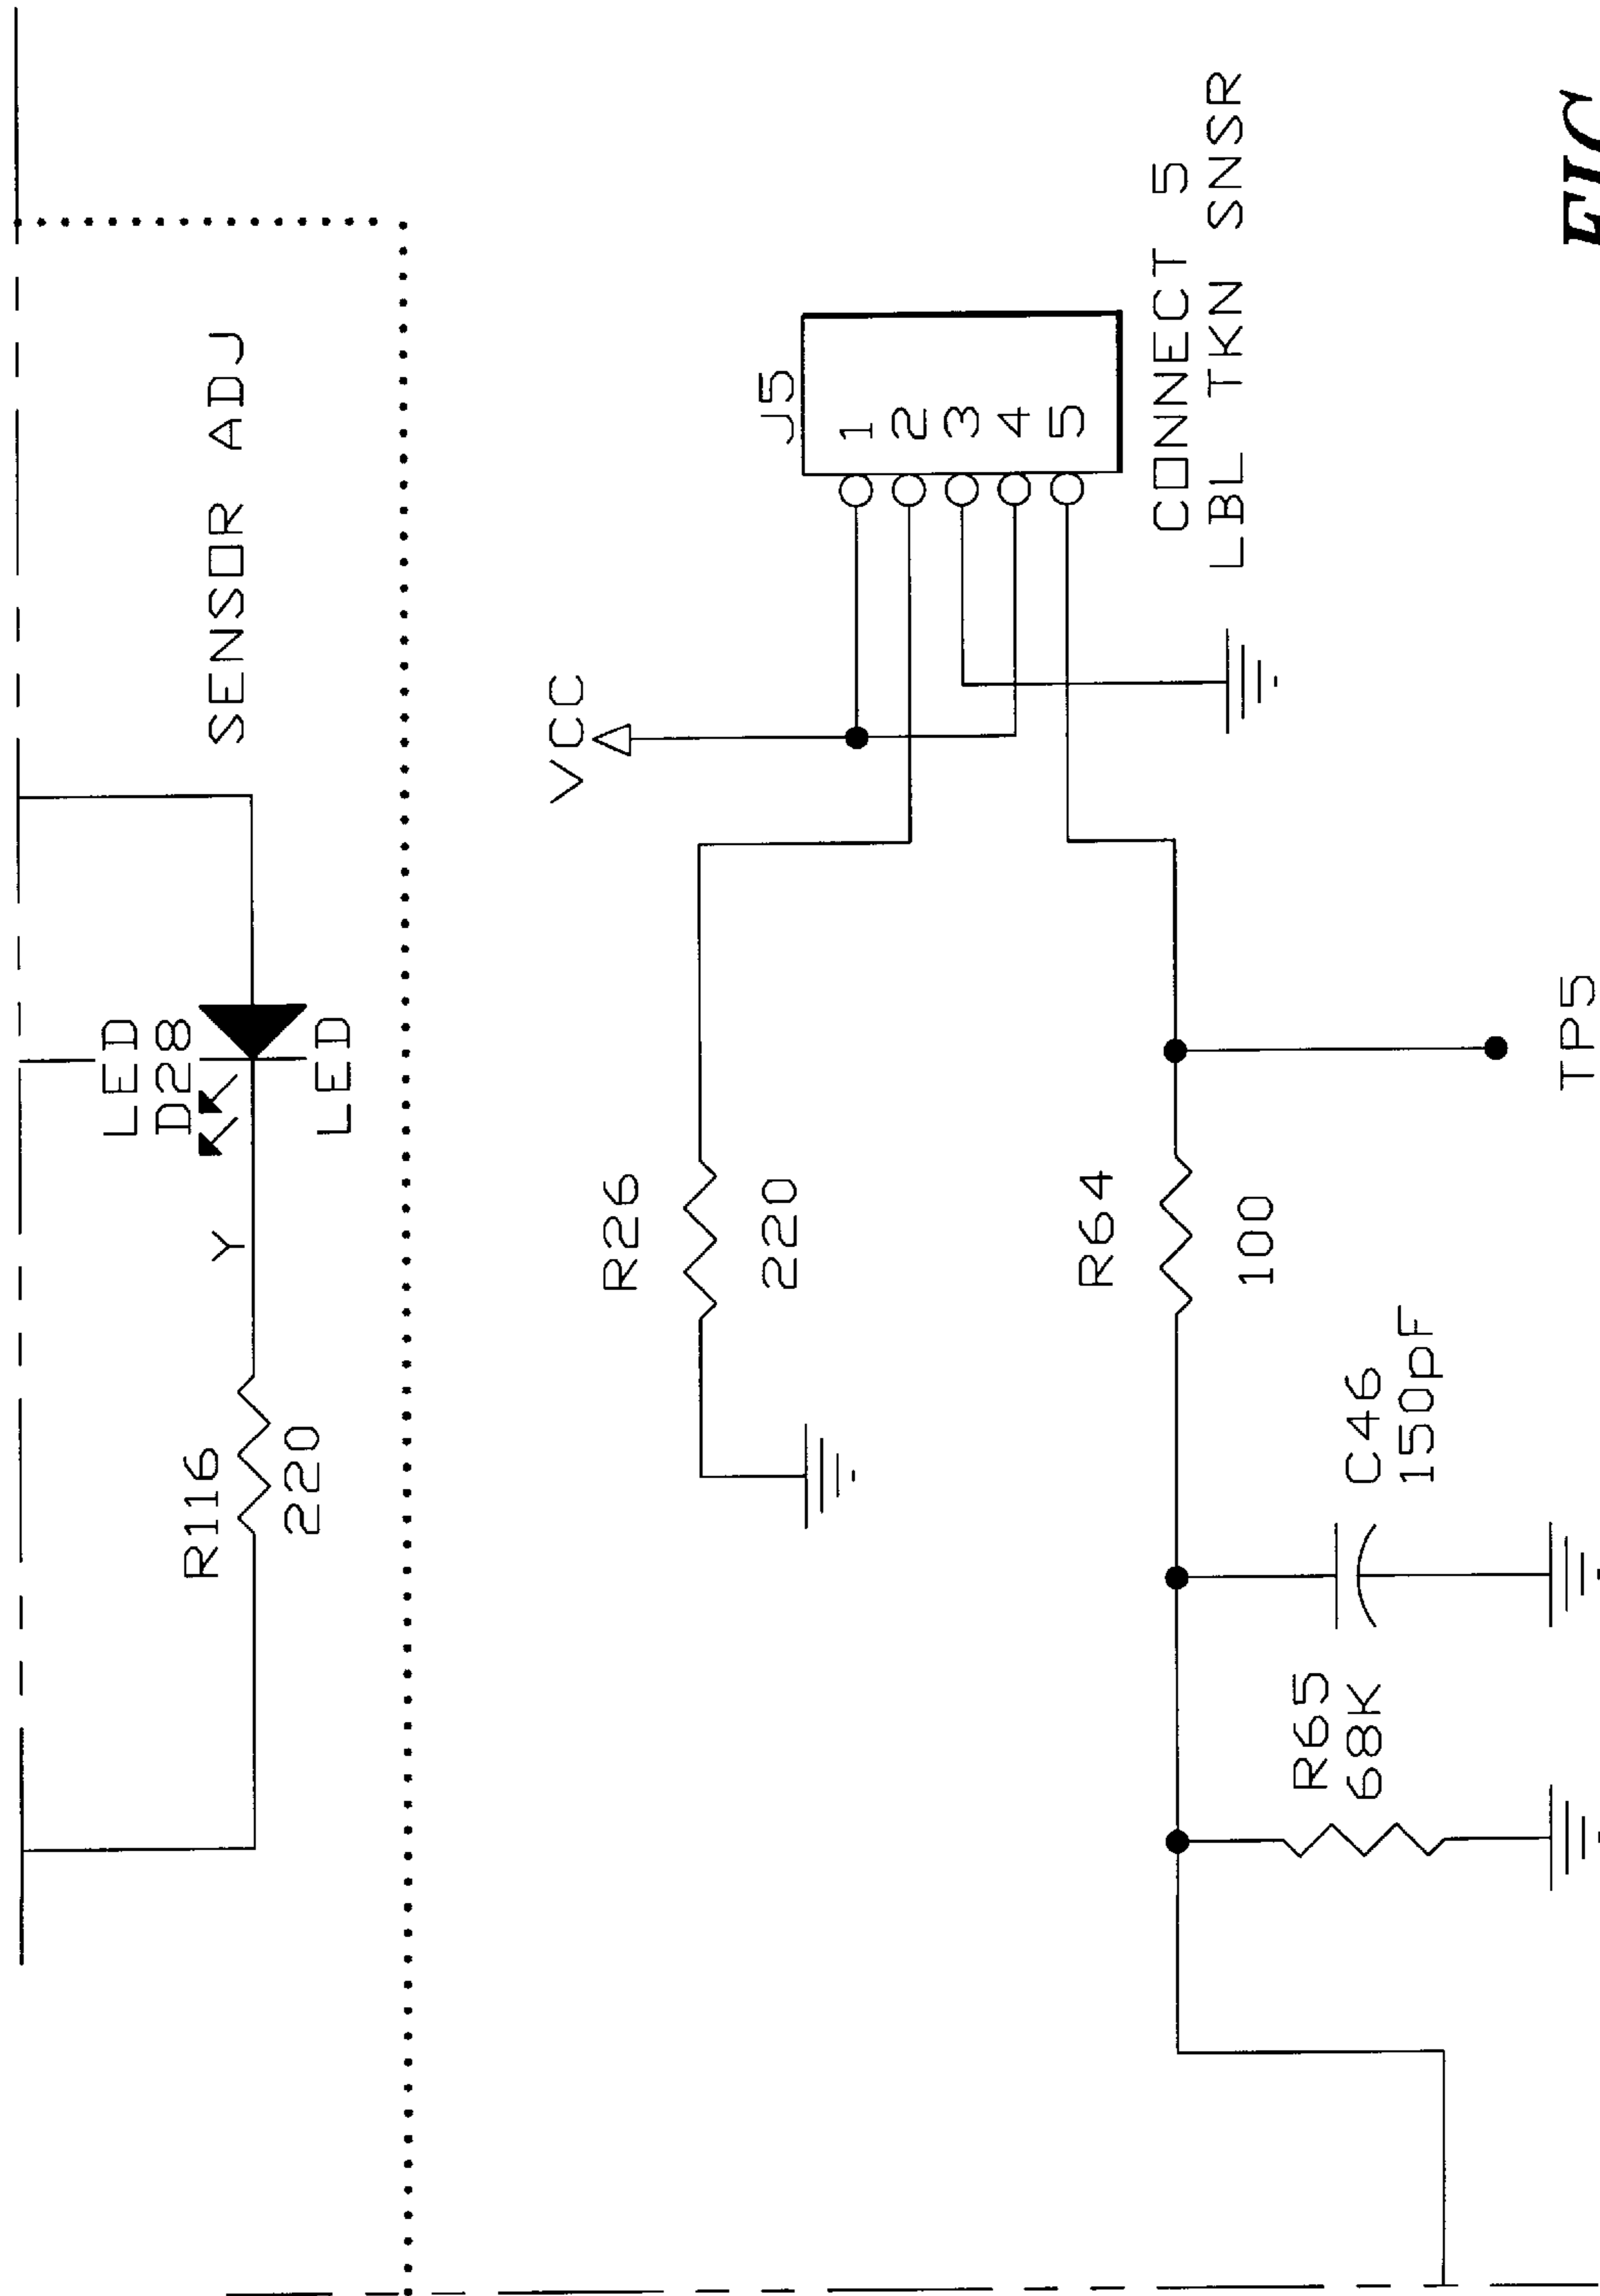 LED
D28
LED
Y
R116
220
SENSOR ADJ
VCC
J5
1
2
3
4
5
CONNECT 5
LBL TKN SNSR
R26
220
R64
100
TP5
C46
150pF
R65
68K